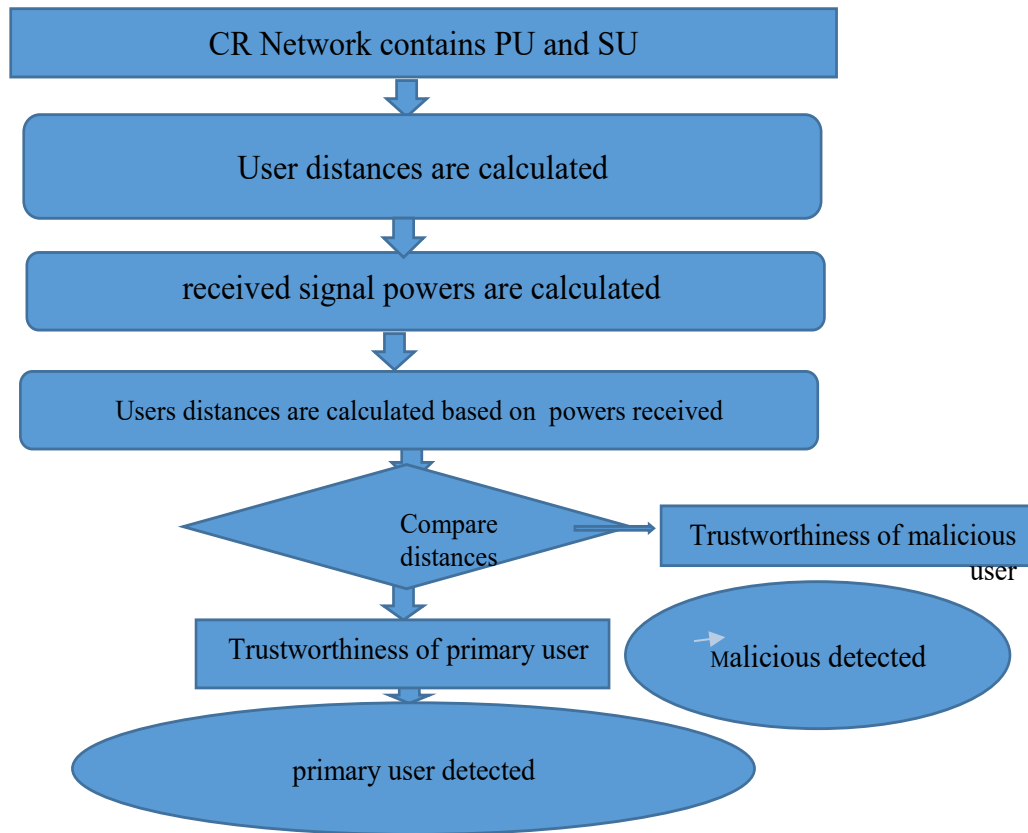 CR Network contains PU and SU
User distances are calculated
received signal powers are calculated
Users distances are calculated based on powers received
Compare
distances
Trustworthiness of malicious
user
Trustworthiness of primary user
Malicious detected
primary user detected